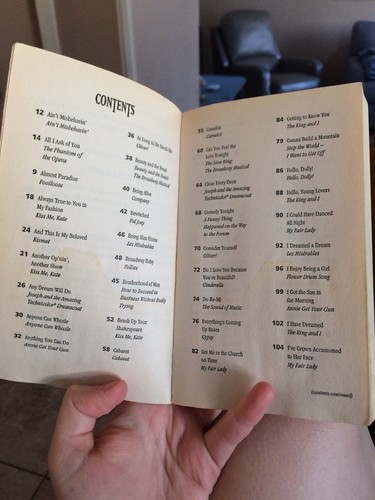 CONTENTS
12 Ain't Misbehavin'
Ain't Misbehavin'
14 All I Ask of You
The Phantom of
the Opera
9 Almost Paradise
Footloose
18 Always True to You in
My Fashion
Kiss Me, Kate
24 And This Is My Beloved
Kismet
21 Another Op'nin',
Another Show
Kiss Me, Kate
26 Any Dream Will Do
Joseph and the Amazing
Technicolor® Dreamcoat
30 Anyone Can Whistle
Anyone Can Whistle
32 Anything You Can Do
Annie Get Your Gun
36 As Long As He Needs Me
Oliver!
38 Beauty and the Beast
Beauty and the Beast:
The Broadway Musical
40 Being Alive
Company
42 Bewitched
Pal Joey
46 Bring Him Home
Les Misérables
48 Broadway Baby
Follies
45 Brotherhood of Man
How to Succeed in
Business Without Really
Trying
52 Brush Up Your
Shakespeare
Kiss Me, Kate
58 Cabaret
Cabaret
55 Camelot
Camelot
60 Can You Feel the
Love Tonight
The Lion King:
The Broadway Musical
64 Close Every Door
Joseph and the Amazing
Technicolor® Dreamcoat
68 Comedy Tonight
A Funny Thing
Happened on the Way
to the Forum
70 Consider Yourself
Oliver!
72 Do I Love You Because
You're Beautiful?
Cinderella
74 Do-Re-Mi
The Sound of Music
76 Everything's Coming
Up Roses
Gypsy
82 Get Me to the Church
on Time
My Fair Lady
84 Getting to Know You
The King and I
79 Gonna Build a Mountain
Stop the World—
I Want to Get Off
86 Hello, Dolly!
Hello, Dolly!
88 Hello, Young Lovers
The King and I
90 I Could Have Danced
All Night
My Fair Lady
92 I Dreamed a Dream
Les Misérables
96 I Enjoy Being a Girl
Flower Drum Song
99 I Got the Sun in
the Morning
Annie Get Your Gun
102 I Have Dreamed
The King and I
104 I've Grown Accustomed
to Her Face
My Fair Lady
(contents continued)